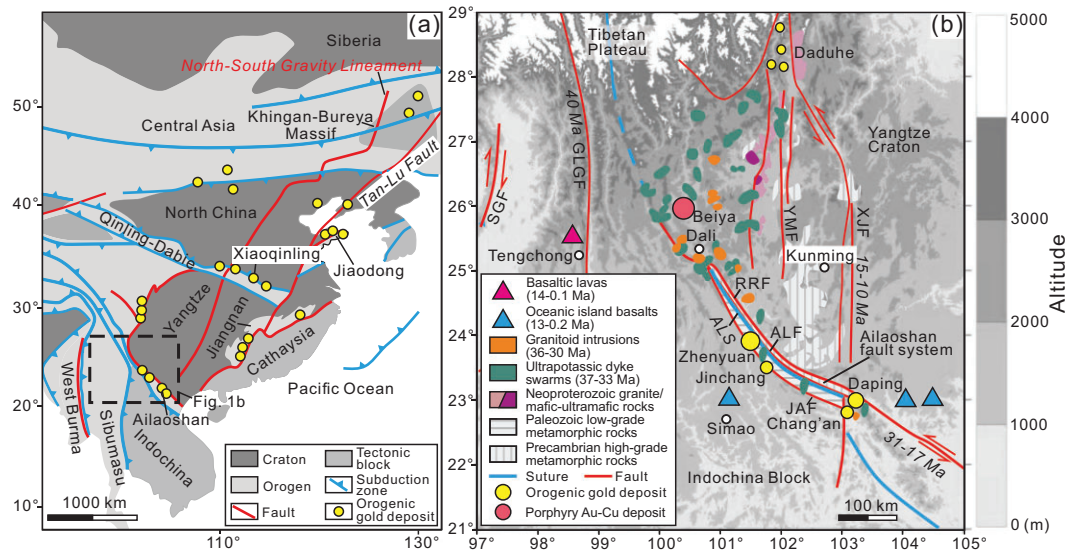 (a)
Siberia
North-South Gravity Lineament
50°
Khingan-Bureya
Massif
Central Asia
Tan-Lu Fault
40°
North China
Qinling-Dabie
Xiaoqinling
Jiaodong
30°
Yangtze
Jiangnan
Cathaysia
Pacific Ocean
West Burma
Fig. 1b
20°
Ailaoshan
Sibumasu
Indochina
Craton
Tectonic
block
Orogen
Subduction
zone
Fault
Orogenic
gold deposit
10°
1000 km
110°
130°
(b)
29°
28°
27°
26°
25°
24°
23°
22°
21°
Tibetan
Plateau
Daduhe
40 Ma GLGF
Yangtze
Craton
SGF
Beiya
Dali
YMF
XJF
Tengchong
Kunming
15-10 Ma
RRF
ALS
ALF
Ailaoshan
fault system
Zhenyuan
Jinchang
Daping
JAF
Chang'an
Simao
31-17 Ma
Indochina Block
Basaltic lavas
(14-0.1 Ma)
Oceanic island basalts
(13-0.2 Ma)
Granitoid intrusions
(36-30 Ma)
Ultrapotassic dyke
swarms (37-33 Ma)
Neoproterozoic granite/
mafic-ultramafic rocks
Paleozoic low-grade
metamorphic rocks
Precambrian high-grade
metamorphic rocks
Suture
Fault
Orogenic gold deposit
Porphyry Au-Cu deposit
100 km
97°
98°
99°
100°
101°
102°
103°
104°
105°
5000
4000
3000
2000
1000
0 (m)
Altitude